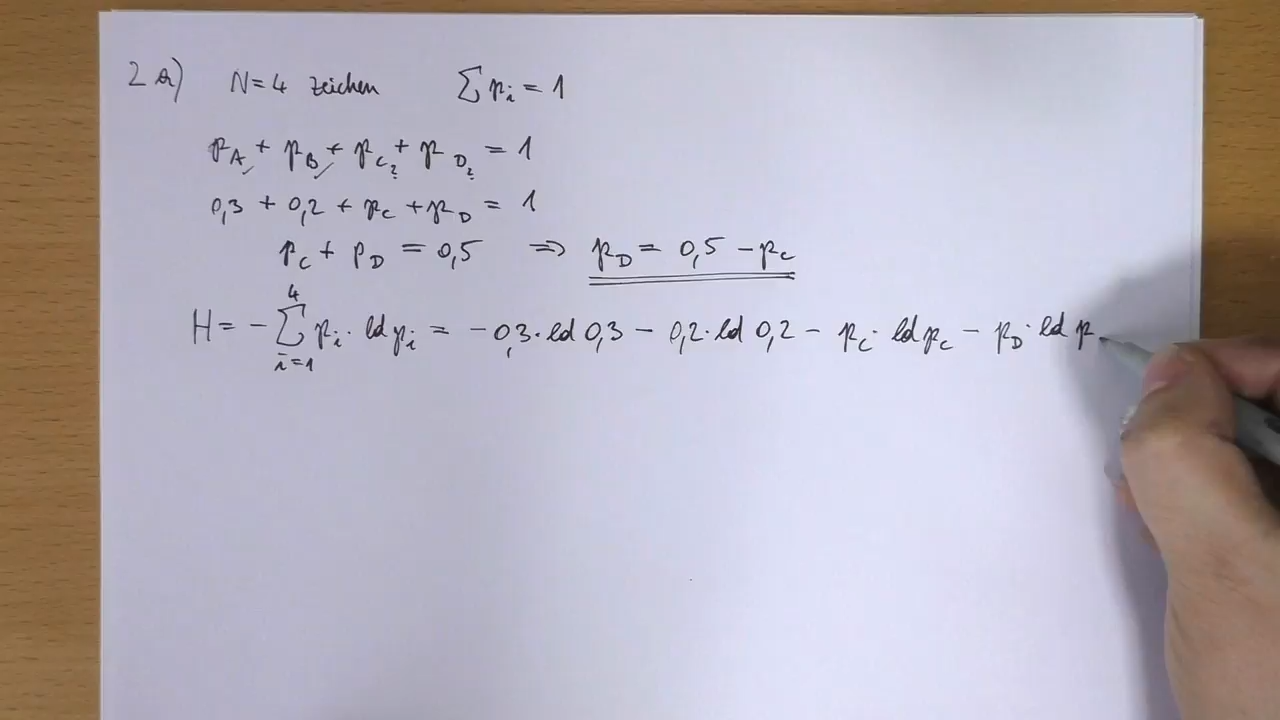 2a) N=4 Zeichen ∑ pᵢ = 1
p_A + p_B + p_C + p_D = 1
✓ ✓ ? ?
0,3 + 0,2 + p_C + p_D = 1
p_C + p_D = 0,5 ⇒ p_D = 0,5 - p_C
H = - ∑_{i=1}^{4} pᵢ · ld pᵢ = - 0,3 · ld 0,3 - 0,2 · ld 0,2 - p_C · ld p_C - p_D · ld p